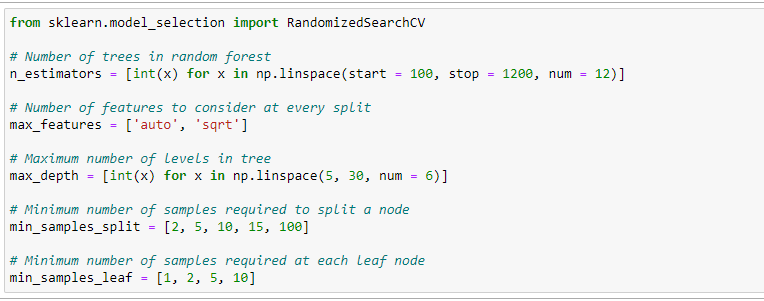 from sklearn.model_selection import RandomizedSearchCV
# Number of trees in random forest
n_estimators = [int(x) for x in np.linspace(start = 100, stop = 1200, num = 12)]
# Number of features to consider at every split
max_features = ['auto', 'sqrt']
# Maximum number of levels in tree
max_depth = [int(x) for x in np.linspace(5, 30, num = 6)]
# Minimum number of samples required to split a node
min_samples_split = [2, 5, 10, 15, 100]
# Minimum number of samples required at each leaf node
min_samples_leaf = [1, 2, 5, 10]